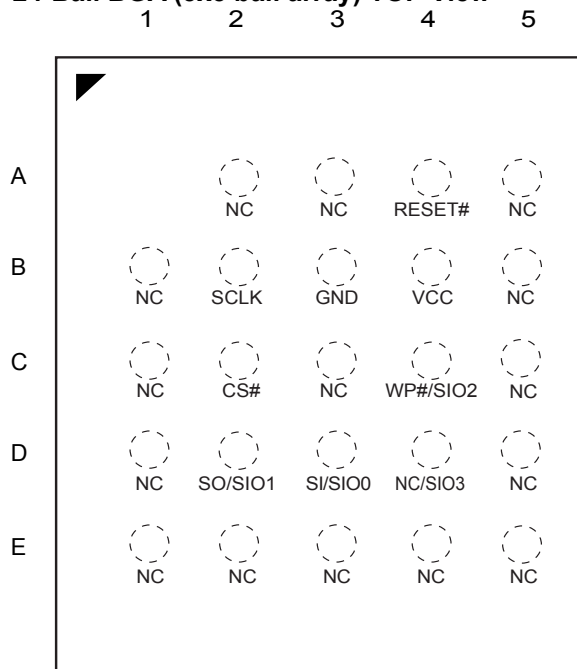 1 2 3 4 5
A
NC NC RESET# NC
B
NC SCLK GND VCC NC
C
NC CS# NC WP#/SIO2 NC
D
NC SO/SIO1 SI/SIO0 NC/SIO3 NC
E
NC NC NC NC NC